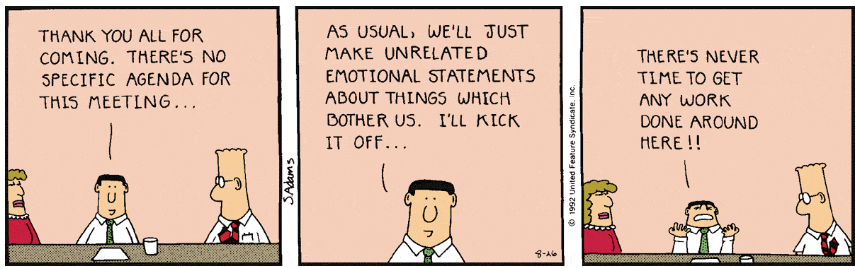 THANK YOU ALL FOR
COMING. THERE'S NO
SPECIFIC AGENDA FOR
THIS MEETING...
S.Adams
AS USUAL, WE'LL JUST
MAKE UNRELATED
EMOTIONAL STATEMENTS
ABOUT THINGS WHICH
BOTHER US. I'LL KICK
IT OFF...
8-26
© 1992 United Feature Syndicate, Inc.
THERE'S NEVER
TIME TO GET
ANY WORK
DONE AROUND
HERE!!